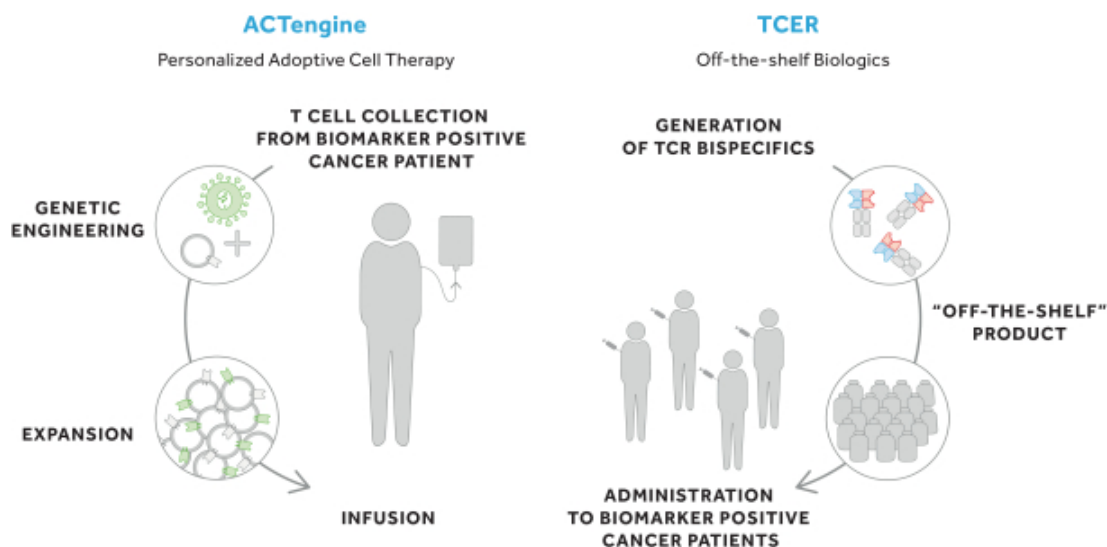 ACTengine
Personalized Adoptive Cell Therapy
T CELL COLLECTION
FROM BIOMARKER POSITIVE
CANCER PATIENT
GENETIC
ENGINEERING
EXPANSION
INFUSION
TCER
Off-the-shelf Biologics
GENERATION
OF TCR BISPECIFICS
“OFF-THE-SHELF”
PRODUCT
ADMINISTRATION
TO BIOMARKER POSITIVE
CANCER PATIENTS